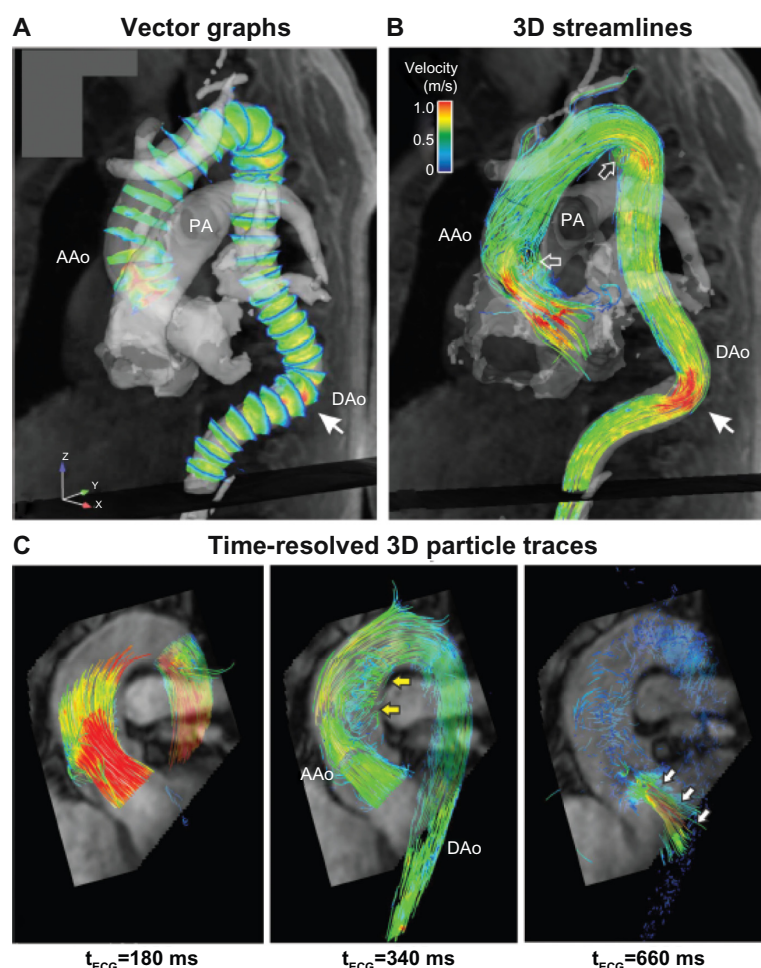 A Vector graphs
B 3D streamlines
Velocity
(m/s)
1.0
0.5
0
PA
AAo
DAo
Z
Y
X
PA
AAo
DAo
C Time-resolved 3D particle traces
AAo
DAo
tECG=180 ms
tECG=340 ms
tECG=660 ms